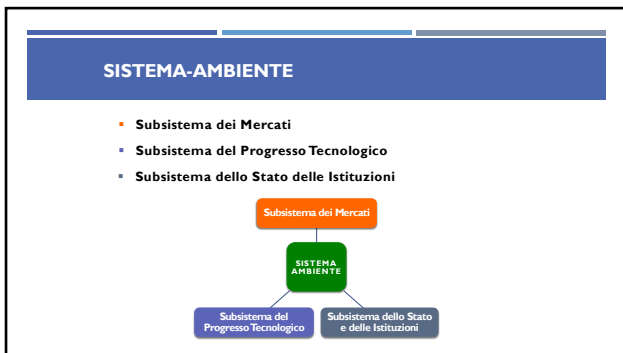 SISTEMA-AMBIENTE
Subsistema dei Mercati
Subsistema del Progresso Tecnologico
Subsistema dello Stato delle Istituzioni
Subsistema dei Mercati
SISTEMA
AMBIENTE
Subsistema del
Progresso Tecnologico
Subsistema dello Stato
e delle Istituzioni